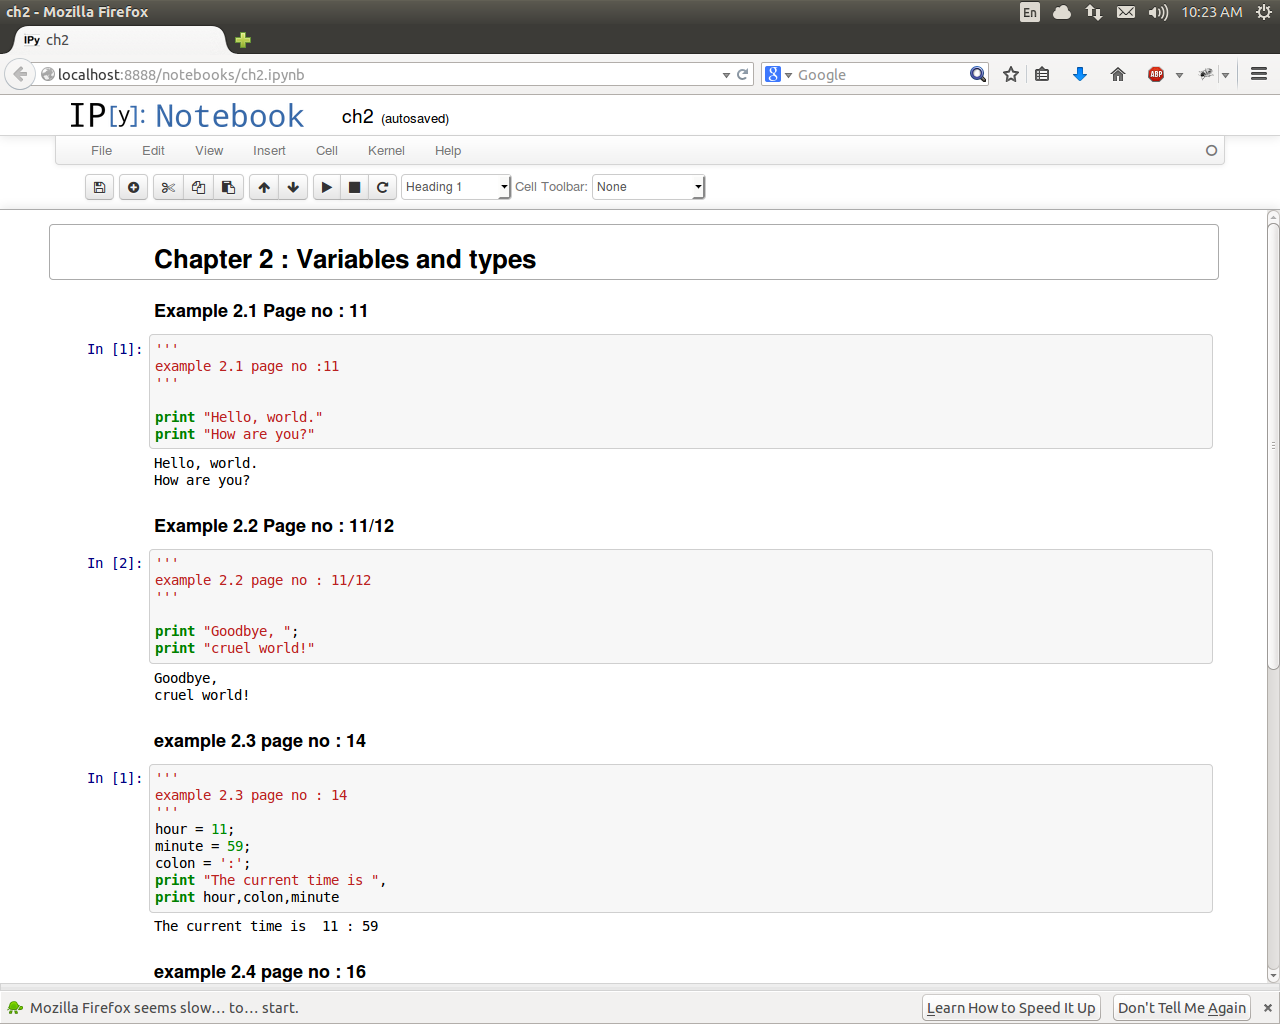 ch2 - Mozilla Firefox
En
10:23 AM
IPy ch2
localhost:8888/notebooks/ch2.ipynb
Google
ABP
IP[y]: Notebook
ch2 (autosaved)
File Edit View Insert Cell Kernel Help
Heading 1
Cell Toolbar:
None
Chapter 2 : Variables and types
Example 2.1 Page no : 11
In [1]:
'''
example 2.1 page no :11
'''
print "Hello, world."
print "How are you?"
Hello, world.
How are you?
Example 2.2 Page no : 11/12
In [2]:
'''
example 2.2 page no : 11/12
'''
print "Goodbye, ";
print "cruel world!"
Goodbye,
cruel world!
example 2.3 page no : 14
In [1]:
'''
example 2.3 page no : 14
'''
hour = 11;
minute = 59;
colon = ':';
print "The current time is ",
print hour,colon,minute
The current time is  11 : 59
example 2.4 page no : 16
Mozilla Firefox seems slow… to… start.
Learn How to Speed It Up
Don't Tell Me Again